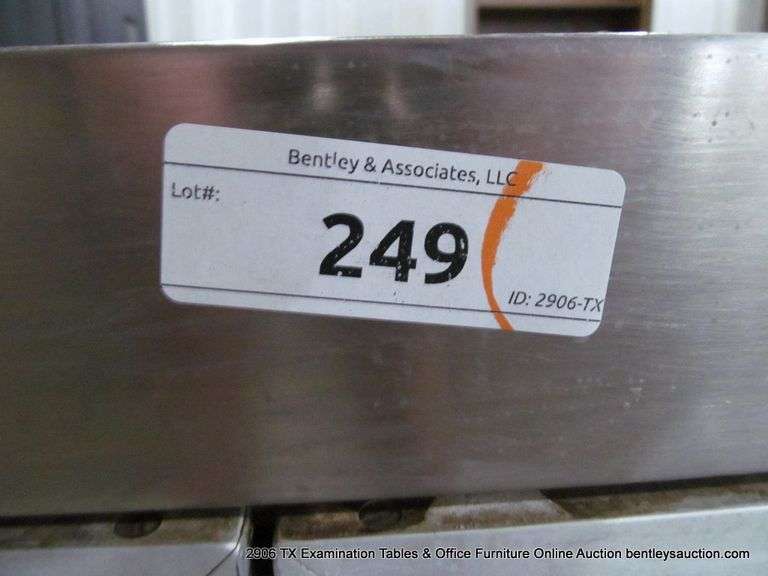 Bentley & Associates, LLC
Lot#:
249
ID: 2906-TX
2906 TX Examination Tables & Office Furniture Online Auction bentleysauction.com